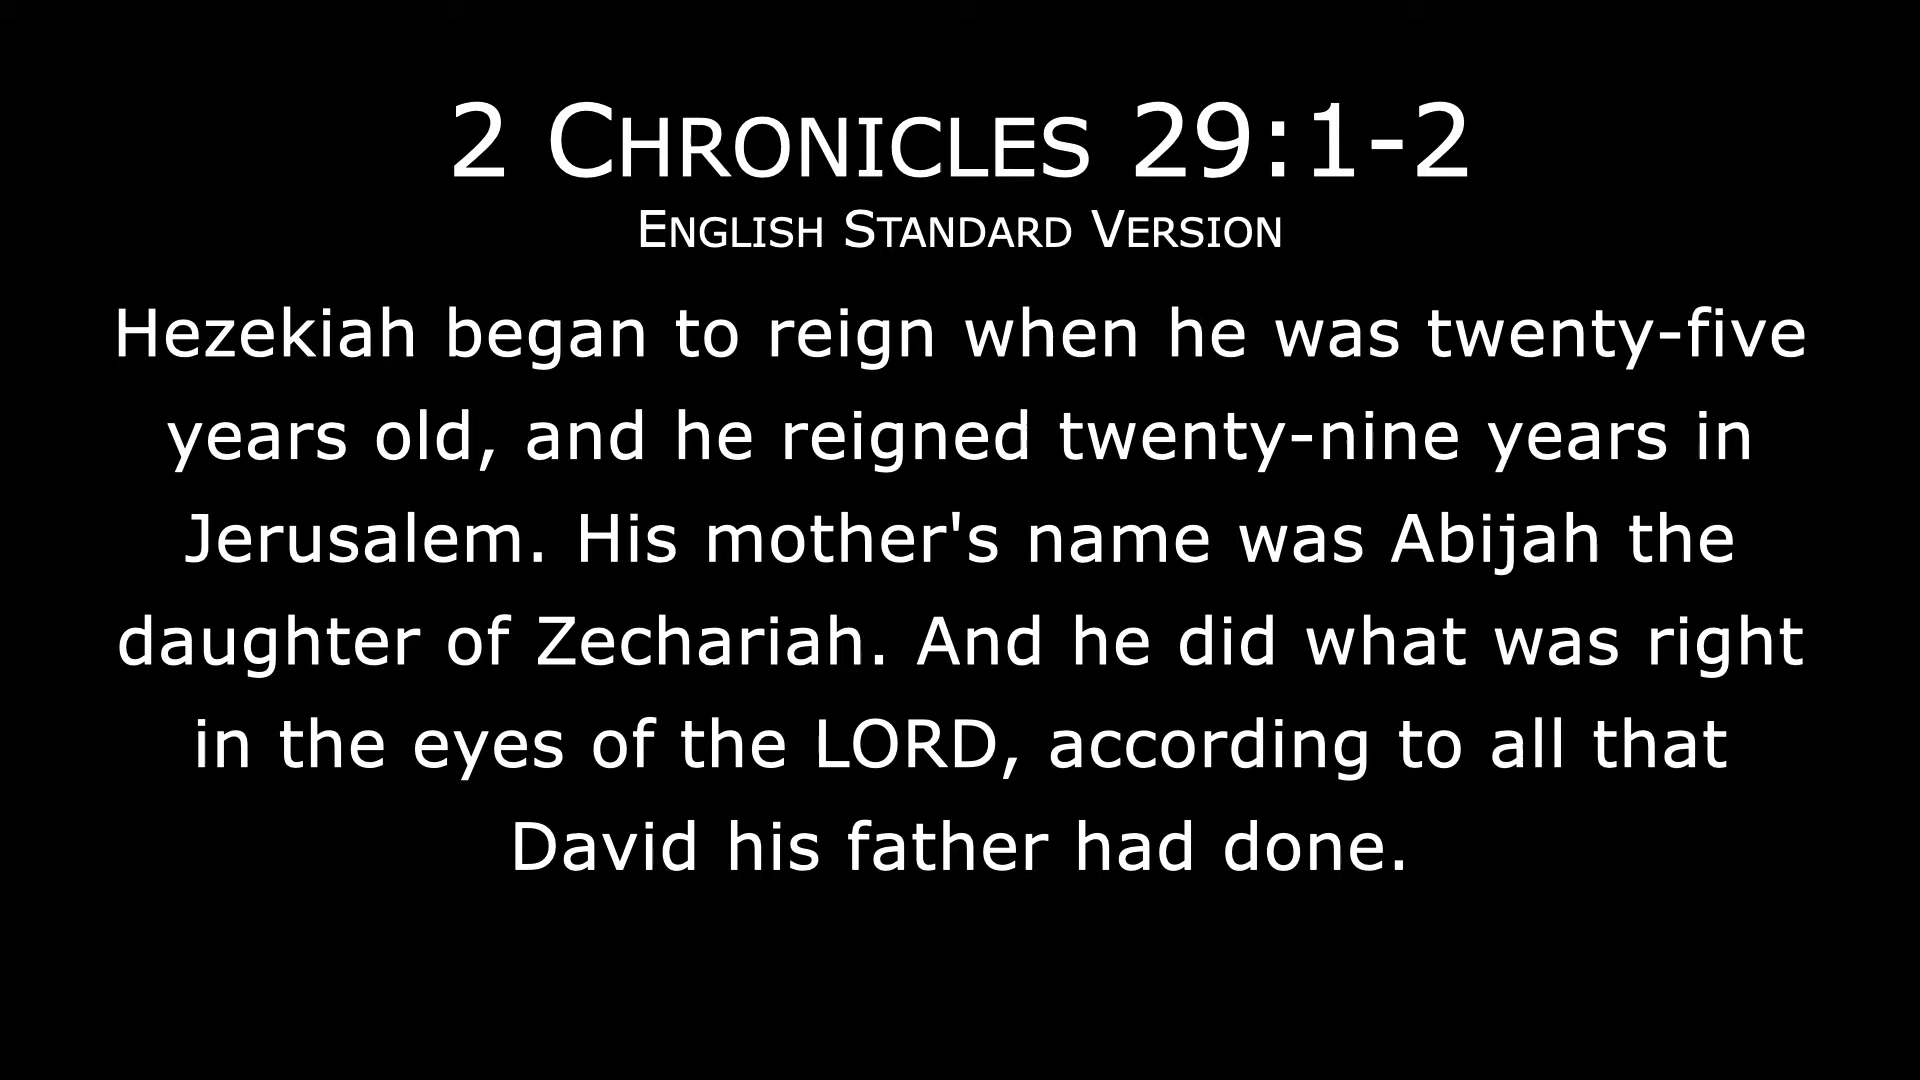 2 Chronicles 29:1-2
English Standard Version
Hezekiah began to reign when he was twenty-five
years old, and he reigned twenty-nine years in
Jerusalem. His mother's name was Abijah the
daughter of Zechariah. And he did what was right
in the eyes of the LORD, according to all that
David his father had done.